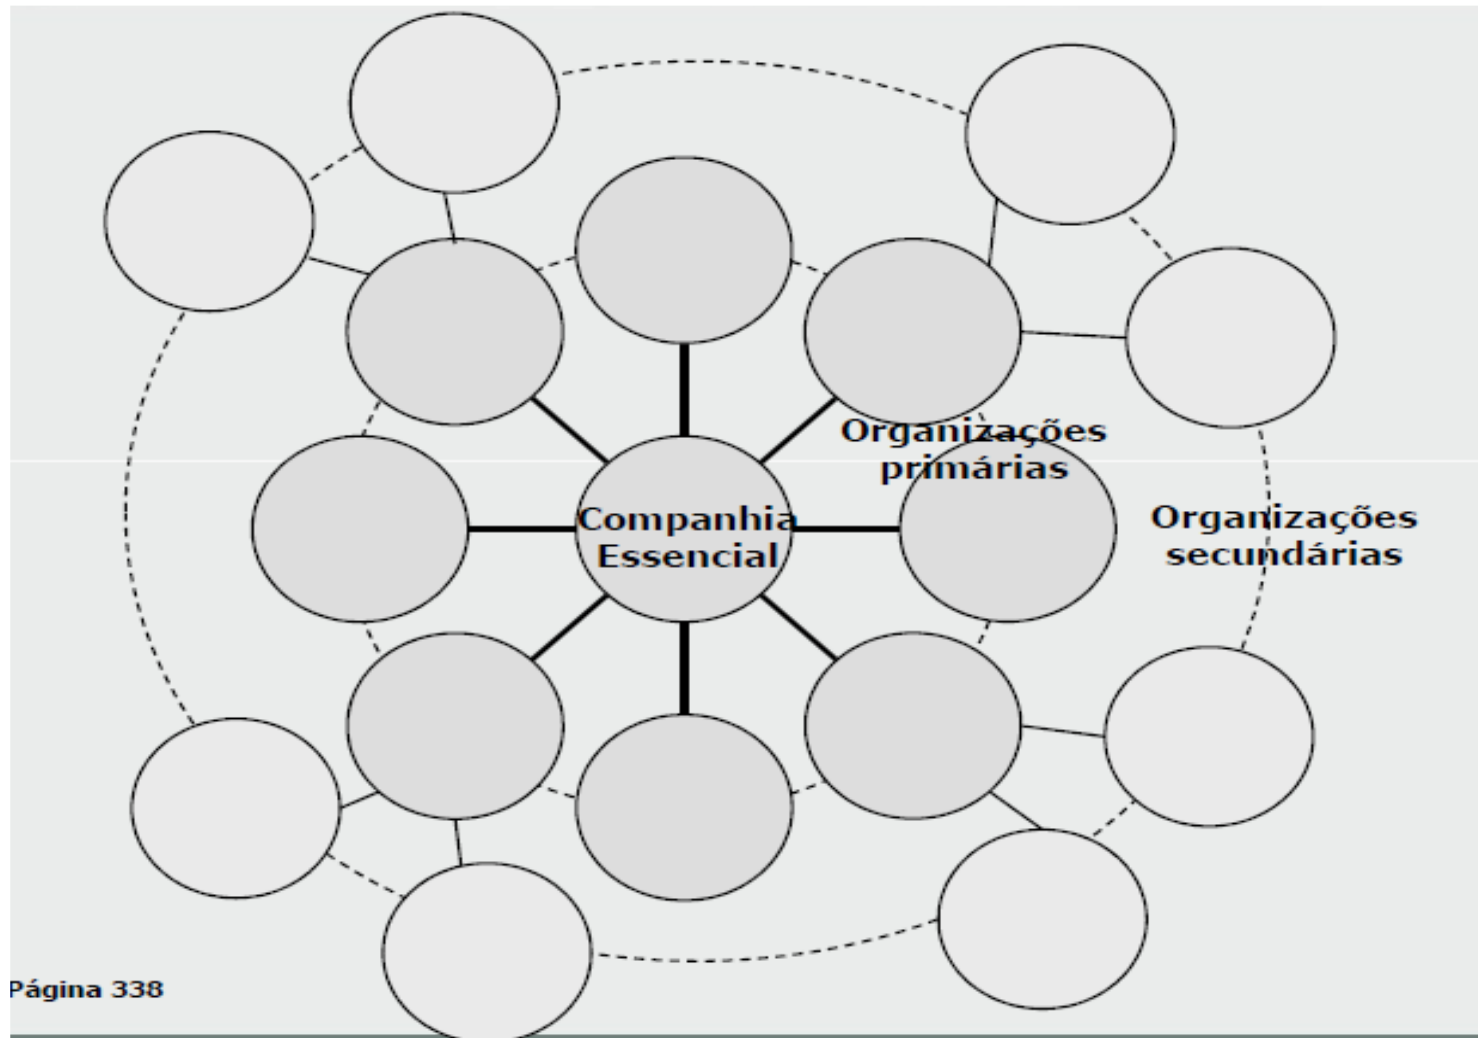 Organizações
primárias
Companhia
Essencial
Organizações
secundárias
Página 338